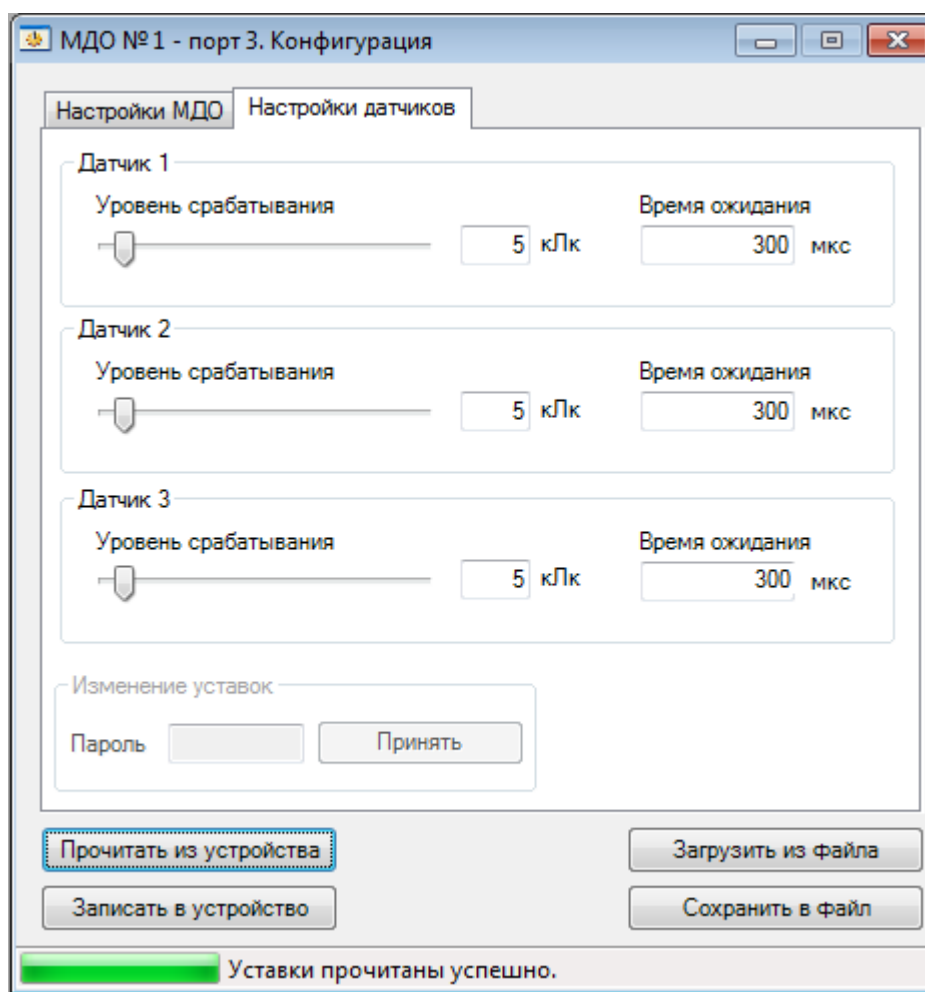 МДО №1 - порт 3. Конфигурация
Настройки МДО Настройки датчиков
Датчик 1
Уровень срабатывания Время ожидания
5 кЛк 300 мкс
Датчик 2
Уровень срабатывания Время ожидания
5 кЛк 300 мкс
Датчик 3
Уровень срабатывания Время ожидания
5 кЛк 300 мкс
Изменение уставок
Пароль Принять
Прочитать из устройства Загрузить из файла
Записать в устройство Сохранить в файл
Уставки прочитаны успешно.